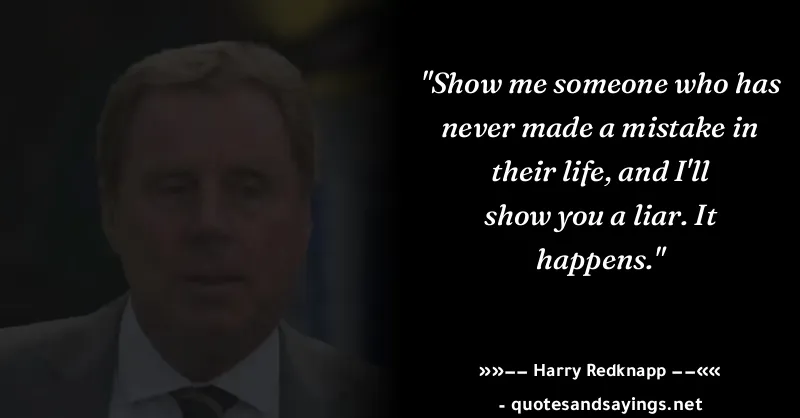 "Show me someone who has
never made a mistake in
their life, and I'll
show you a liar. It
happens."
»»−− Harry Redknapp −−««
- quotesandsayings.net